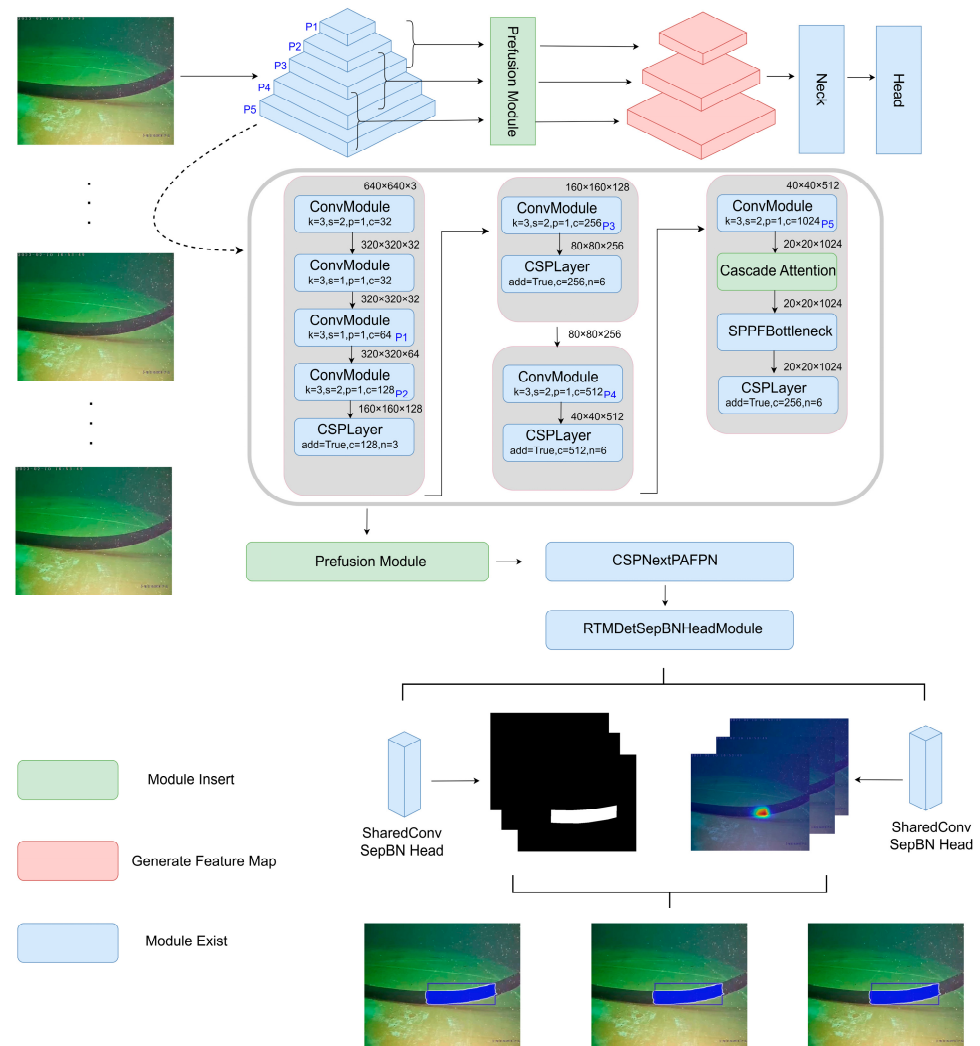 P1
P2
P3
P4
P5
Prefusion Module
Neck
Head
640×640×3
ConvModule
k=3,s=2,p=1,c=32
320×320×32
ConvModule
k=3,s=1,p=1,c=32
320×320×32
ConvModule
k=3,s=1,p=1,c=64 P1
320×320×64
ConvModule
k=3,s=2,p=1,c=128 P2
160×160×128
CSPLayer
add=True,c=128,n=3
160×160×128
ConvModule
k=3,s=2,p=1,c=256 P3
80×80×256
CSPLayer
add=True,c=256,n=6
80×80×256
ConvModule
k=3,s=2,p=1,c=512 P4
40×40×512
CSPLayer
add=True,c=512,n=6
40×40×512
ConvModule
k=3,s=2,p=1,c=1024 P5
20×20×1024
Cascade Attention
20×20×1024
SPPFBottleneck
20×20×1024
CSPLayer
add=True,c=256,n=6
Prefusion Module
CSPNextPAFPN
RTMDetSepBNHeadModule
SharedConv
SepBN Head
SharedConv
SepBN Head
Module Insert
Generate Feature Map
Module Exist